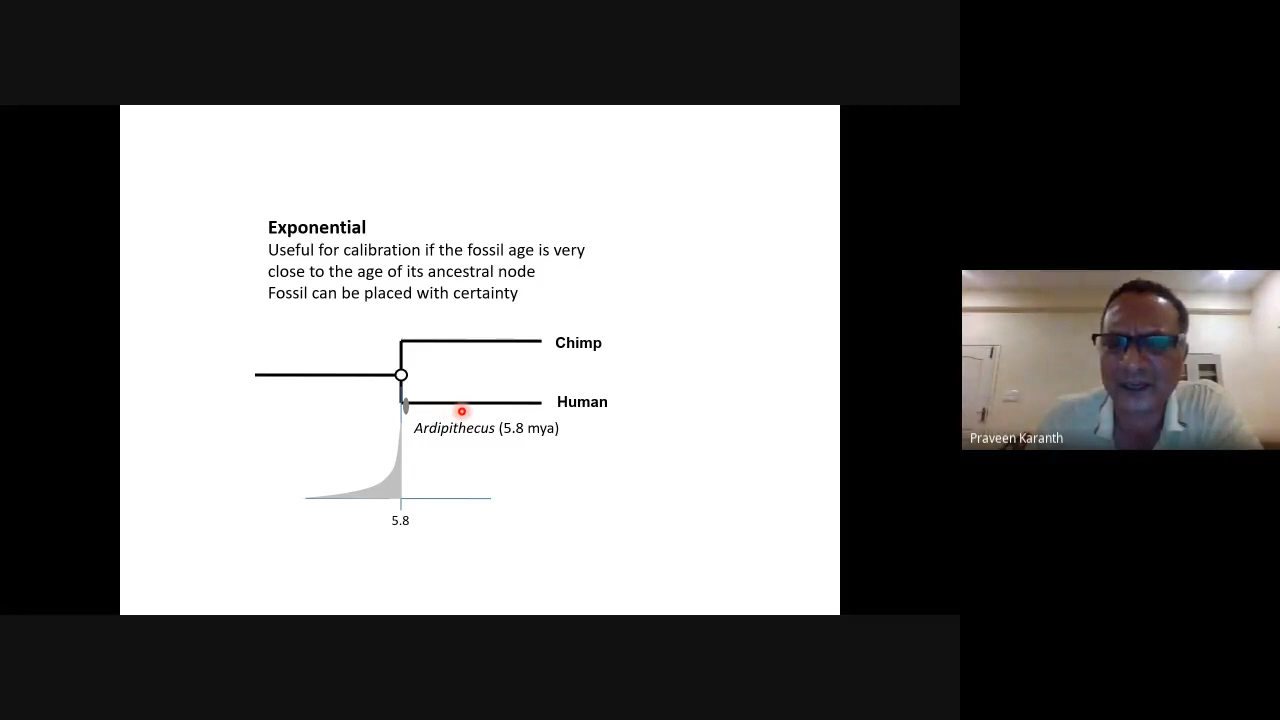 Exponential
Useful for calibration if the fossil age is very
close to the age of its ancestral node
Fossil can be placed with certainty
Chimp
Human
Ardipithecus (5.8 mya)
5.8
Praveen Karanth